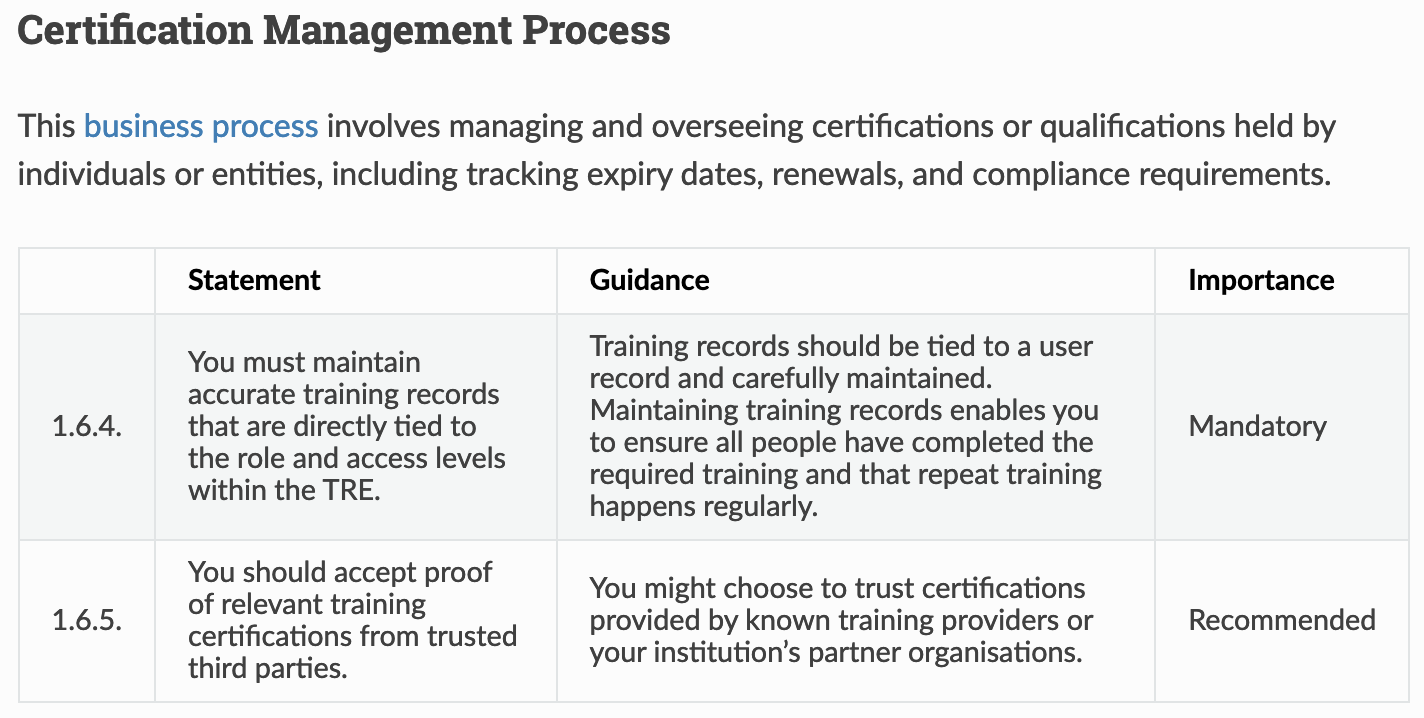 Certification Management Process
This business process involves managing and overseeing certifications or qualifications held by
individuals or entities, including tracking expiry dates, renewals, and compliance requirements.
Statement
Guidance
Importance
1.6.4.
You must maintain
accurate training records
that are directly tied to
the role and access levels
within the TRE.
Training records should be tied to a user
record and carefully maintained.
Maintaining training records enables you
to ensure all people have completed the
required training and that repeat training
happens regularly.
Mandatory
1.6.5.
You should accept proof
of relevant training
certifications from trusted
third parties.
You might choose to trust certifications
provided by known training providers or
your institution’s partner organisations.
Recommended